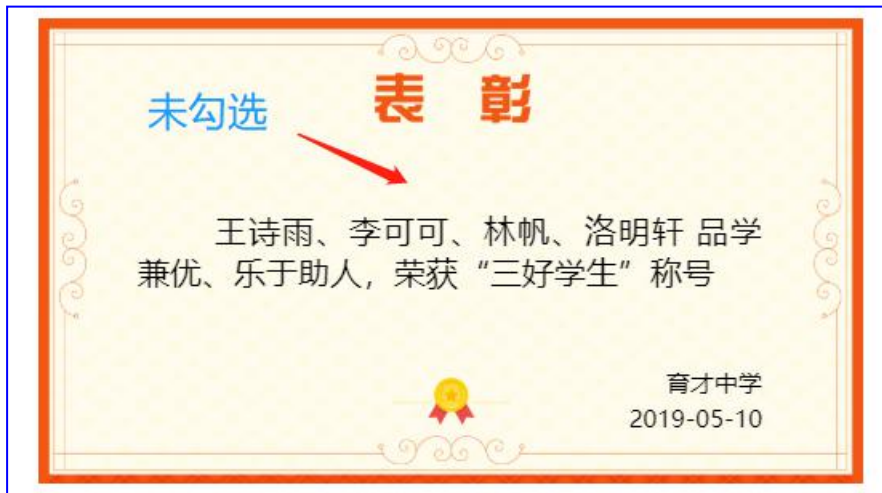 表 彰
未勾选
王诗雨、李可可、林帆、洛明轩 品学
兼优、乐于助人，荣获“三好学生”称号
育才中学
2019-05-10